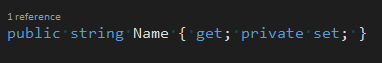 1 reference
public string Name { get; private set; }